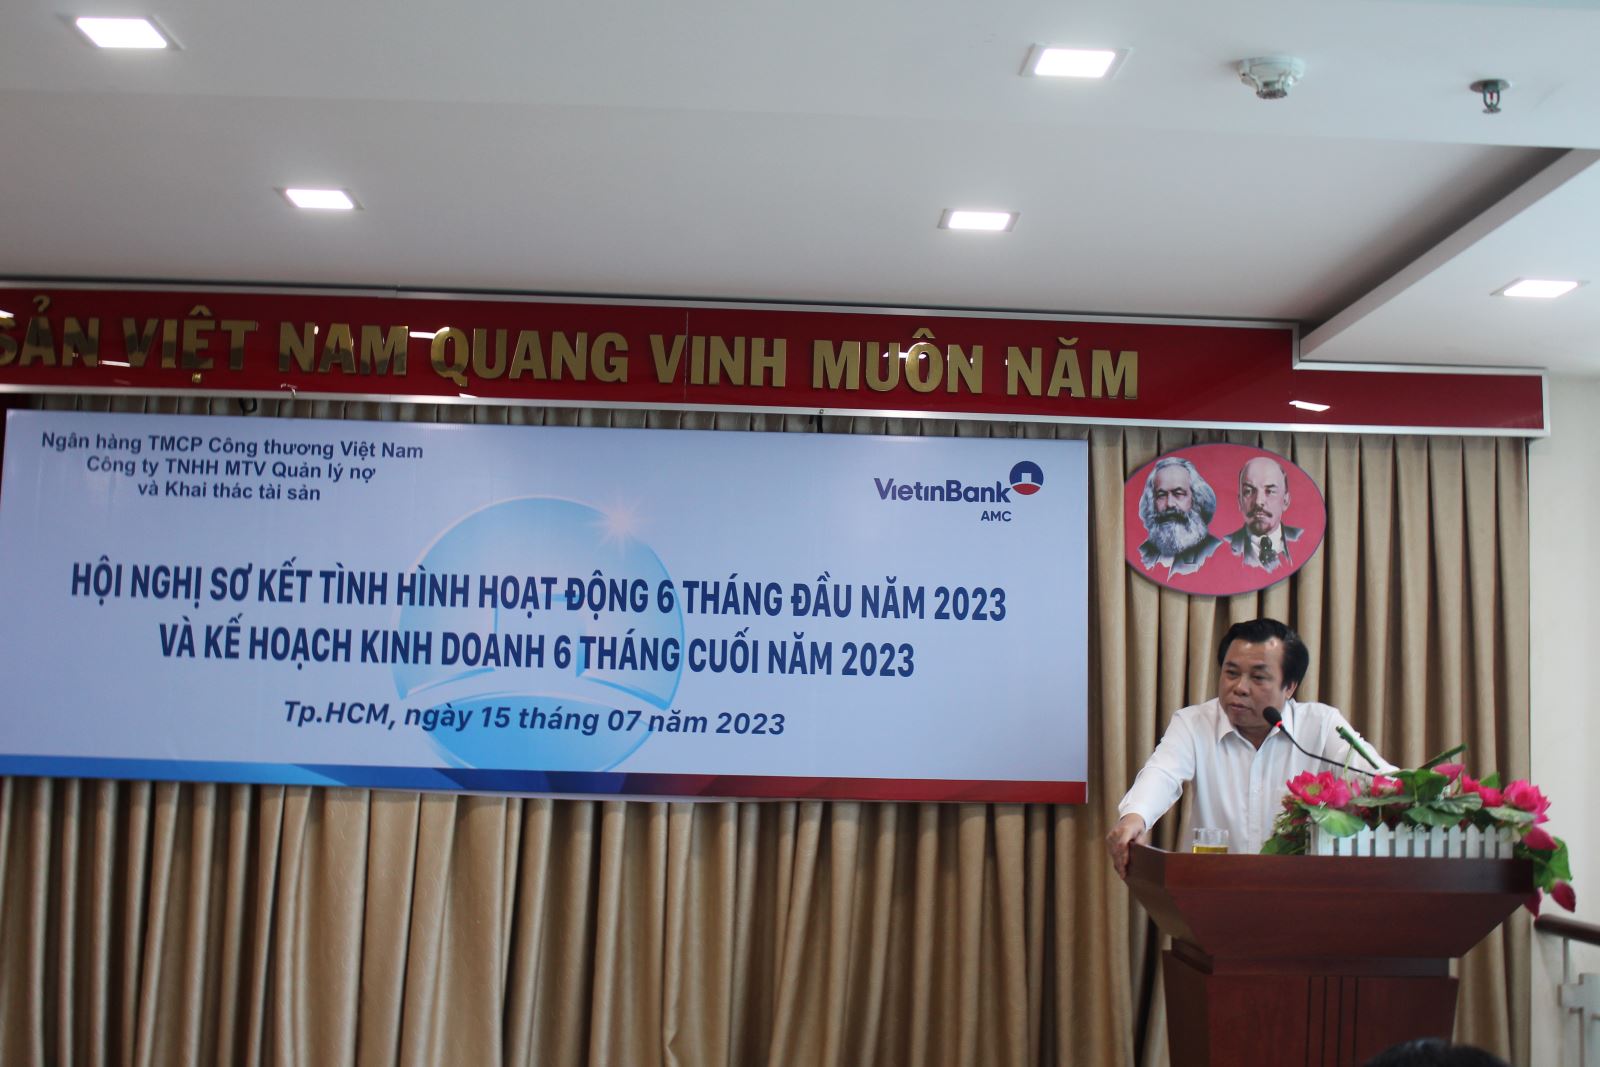 SẢN VIỆT NAM QUANG VINH MUÔN NĂM
Ngân hàng TMCP Công thương Việt Nam
Công ty TNHH MTV Quản lý nợ
và Khai thác tài sản
VietinBank
AMC
HỘI NGHỊ SƠ KẾT TÌNH HÌNH HOẠT ĐỘNG 6 THÁNG ĐẦU NĂM 2023
VÀ KẾ HOẠCH KINH DOANH 6 THÁNG CUỐI NĂM 2023
Tp.HCM, ngày 15 tháng 07 năm 2023